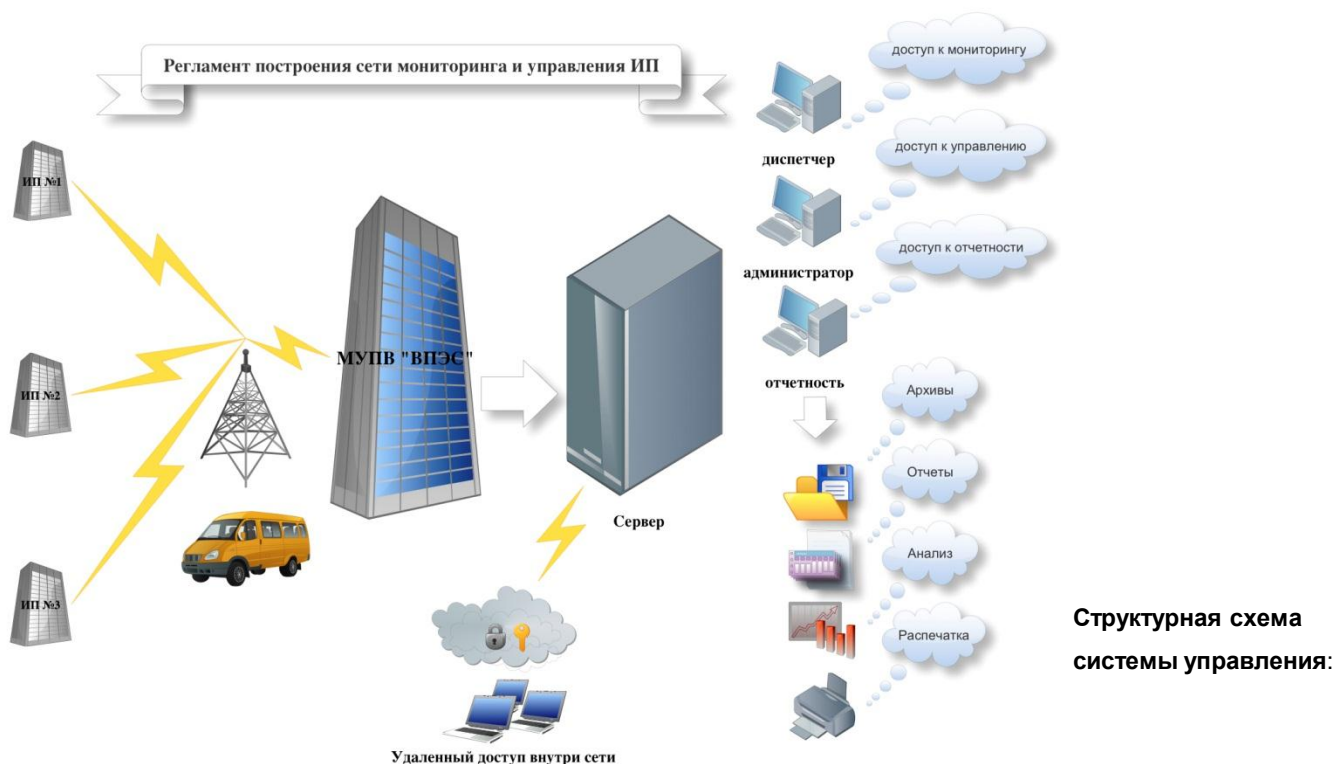 Регламент построения сети мониторинга и управления ИП
доступ к мониторингу
диспетчер
доступ к управлению
администратор
доступ к отчетности
отчетность
ИП №1
ИП №2
ИП №3
МУПВ "ВПЭС"
Сервер
Архивы
Отчеты
Анализ
Распечатка
Удаленный доступ внутри сети
Структурная схема
системы управления: